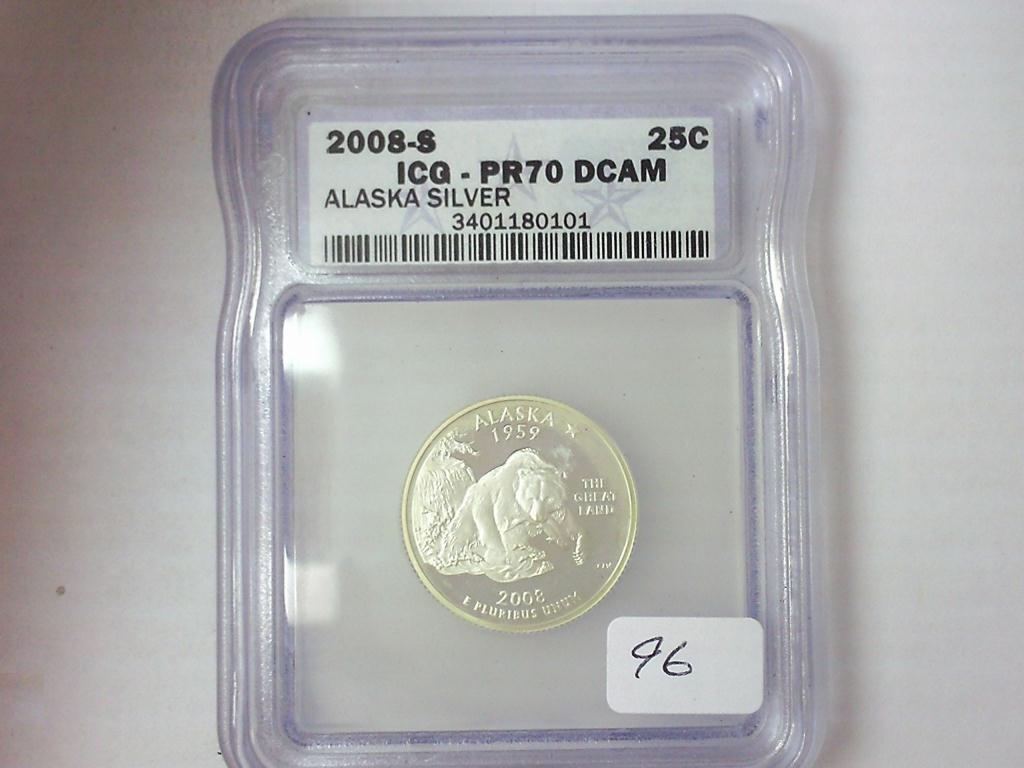 2008-S 25C
ICG - PR70 DCAM
ALASKA SILVER
3401180101
ALASKA
1959
THE
GREAT
LAND
2008
E PLURIBUS UNUM
96